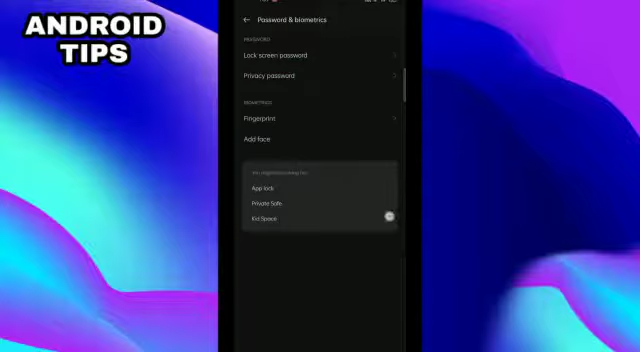 ANDROID
TIPS
Password & biometrics
PASSWORD
Lock screen password
Privacy password
BIOMETRICS
Fingerprint
Add face
App lock
Private Safe
Kid Space